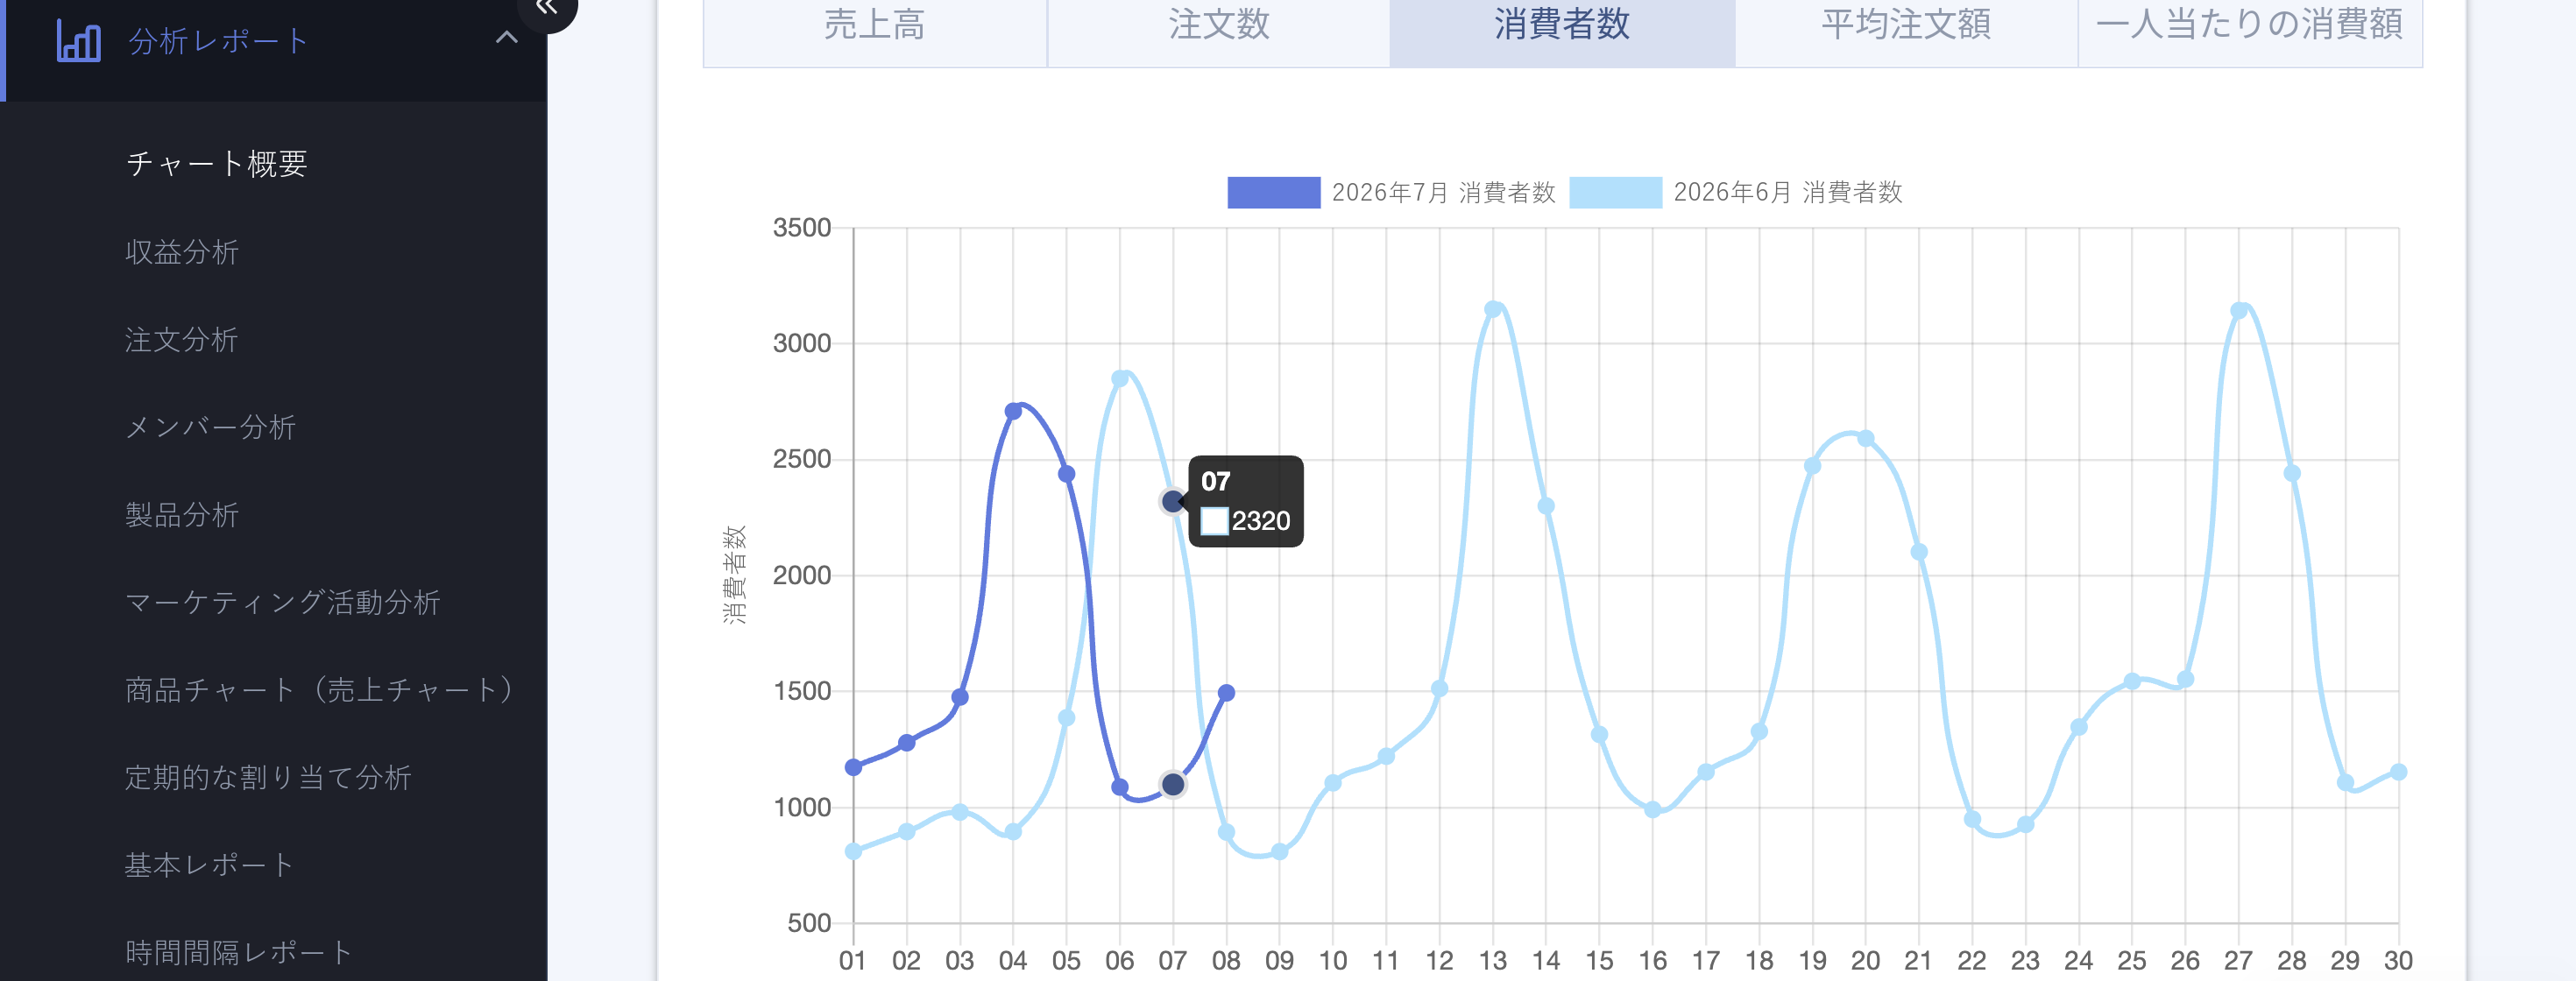 分析レポート
チャート概要
収益分析
注文分析
メンバー分析
製品分析
マーケティング活動分析
商品チャート（売上チャート）
定期的な割り当て分析
基本レポート
時間間隔レポート
売上高 注文数 消費者数 平均注文額 一人当たりの消費額
2026年7月 消費者数 2026年6月 消費者数
消費者数
3500
3000
2500
2000
1500
1000
500
07
2320
01 02 03 04 05 06 07 08 09 10 11 12 13 14 15 16 17 18 19 20 21 22 23 24 25 26 27 28 29 30